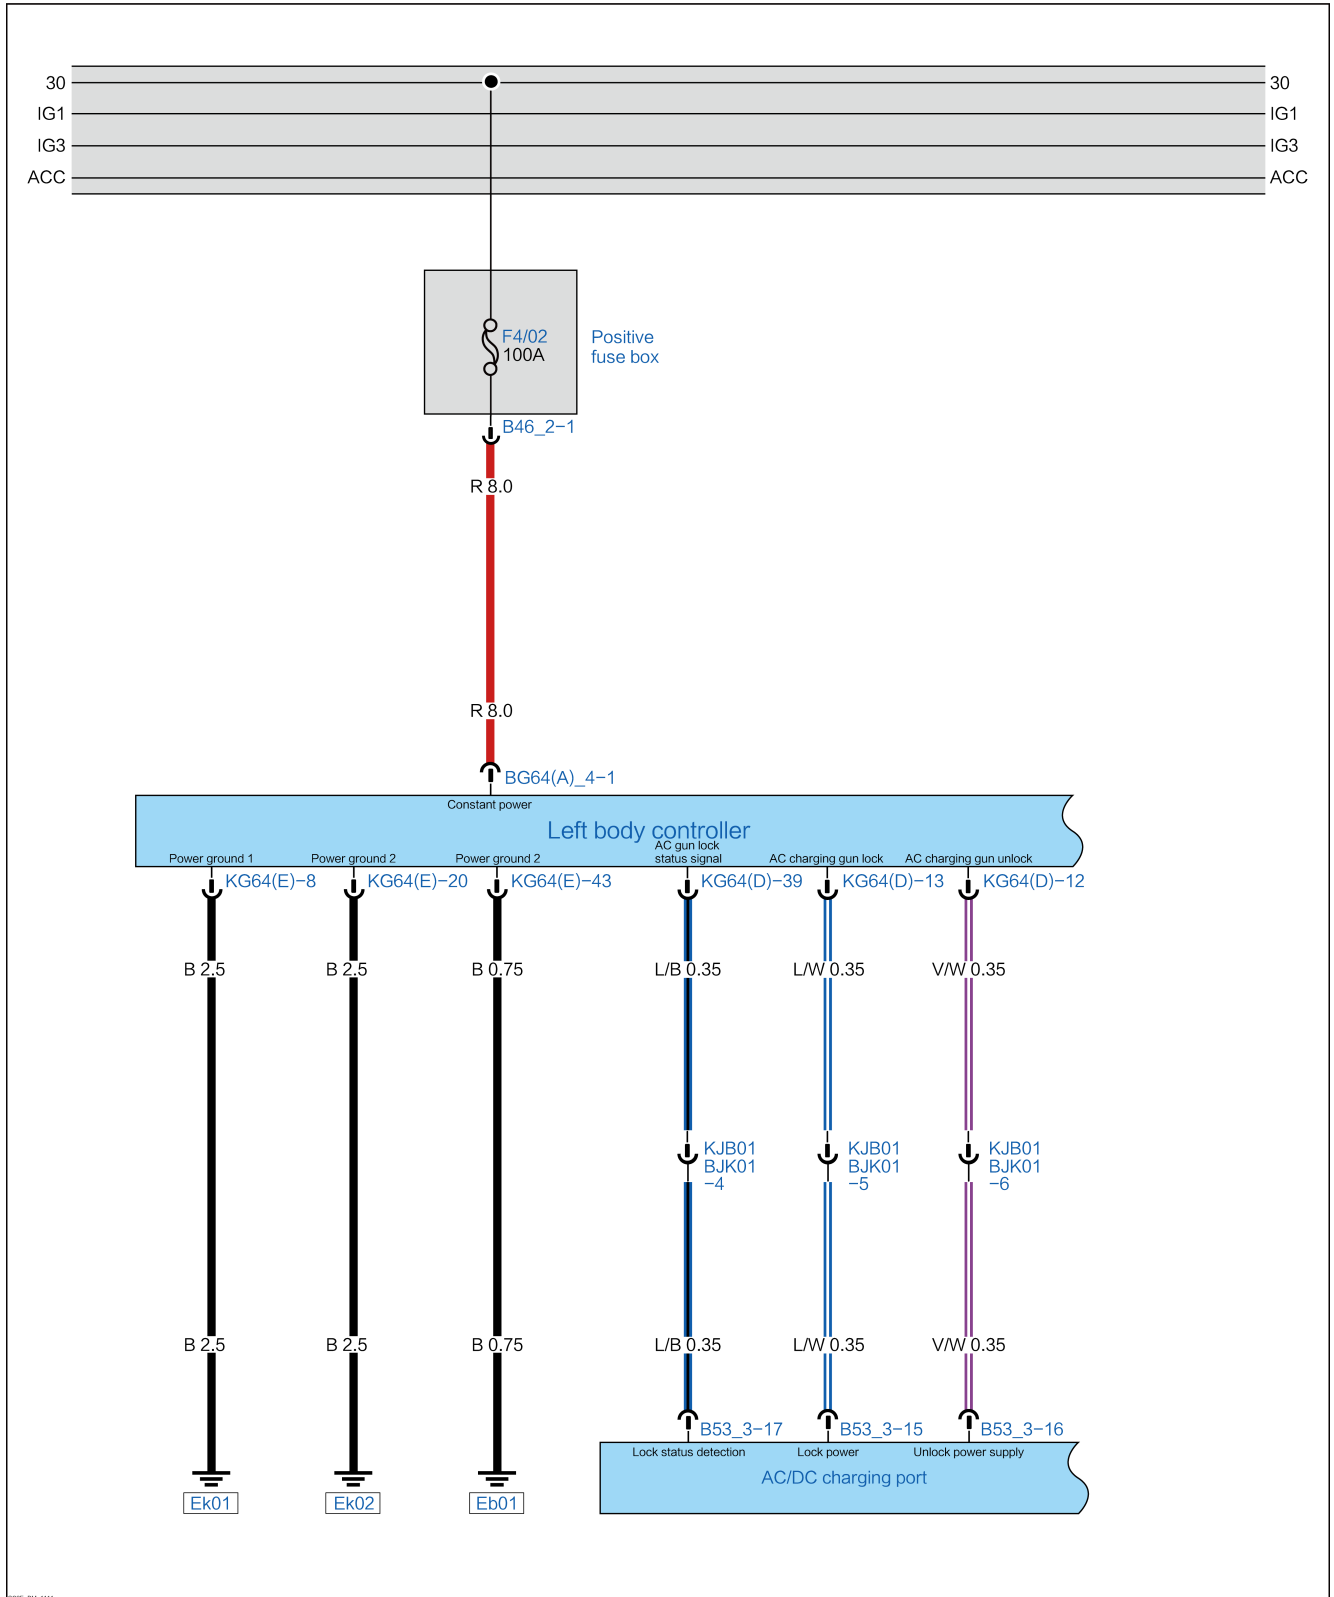 30 30
IG1 IG1
IG3 IG3
ACC ACC
F4/02
100A
Positive
fuse box
B46_2−1
R 8.0
R 8.0
BG64(A)_4−1
Constant power
Left body controller
Power ground 1
Power ground 2
Power ground 2
AC gun lock
status signal
AC charging gun lock
AC charging gun unlock
KG64(E)−8
KG64(E)−20
KG64(E)−43
KG64(D)−39
KG64(D)−13
KG64(D)−12
B 2.5
B 2.5
B 0.75
L/B 0.35
L/W 0.35
V/W 0.35
KJB01
BJK01
−4
KJB01
BJK01
−5
KJB01
BJK01
−6
B 2.5
B 2.5
B 0.75
L/B 0.35
L/W 0.35
V/W 0.35
B53_3−17
B53_3−15
B53_3−16
Lock status detection
Lock power
Unlock power supply
AC/DC charging port
Ek01
Ek02
Eb01